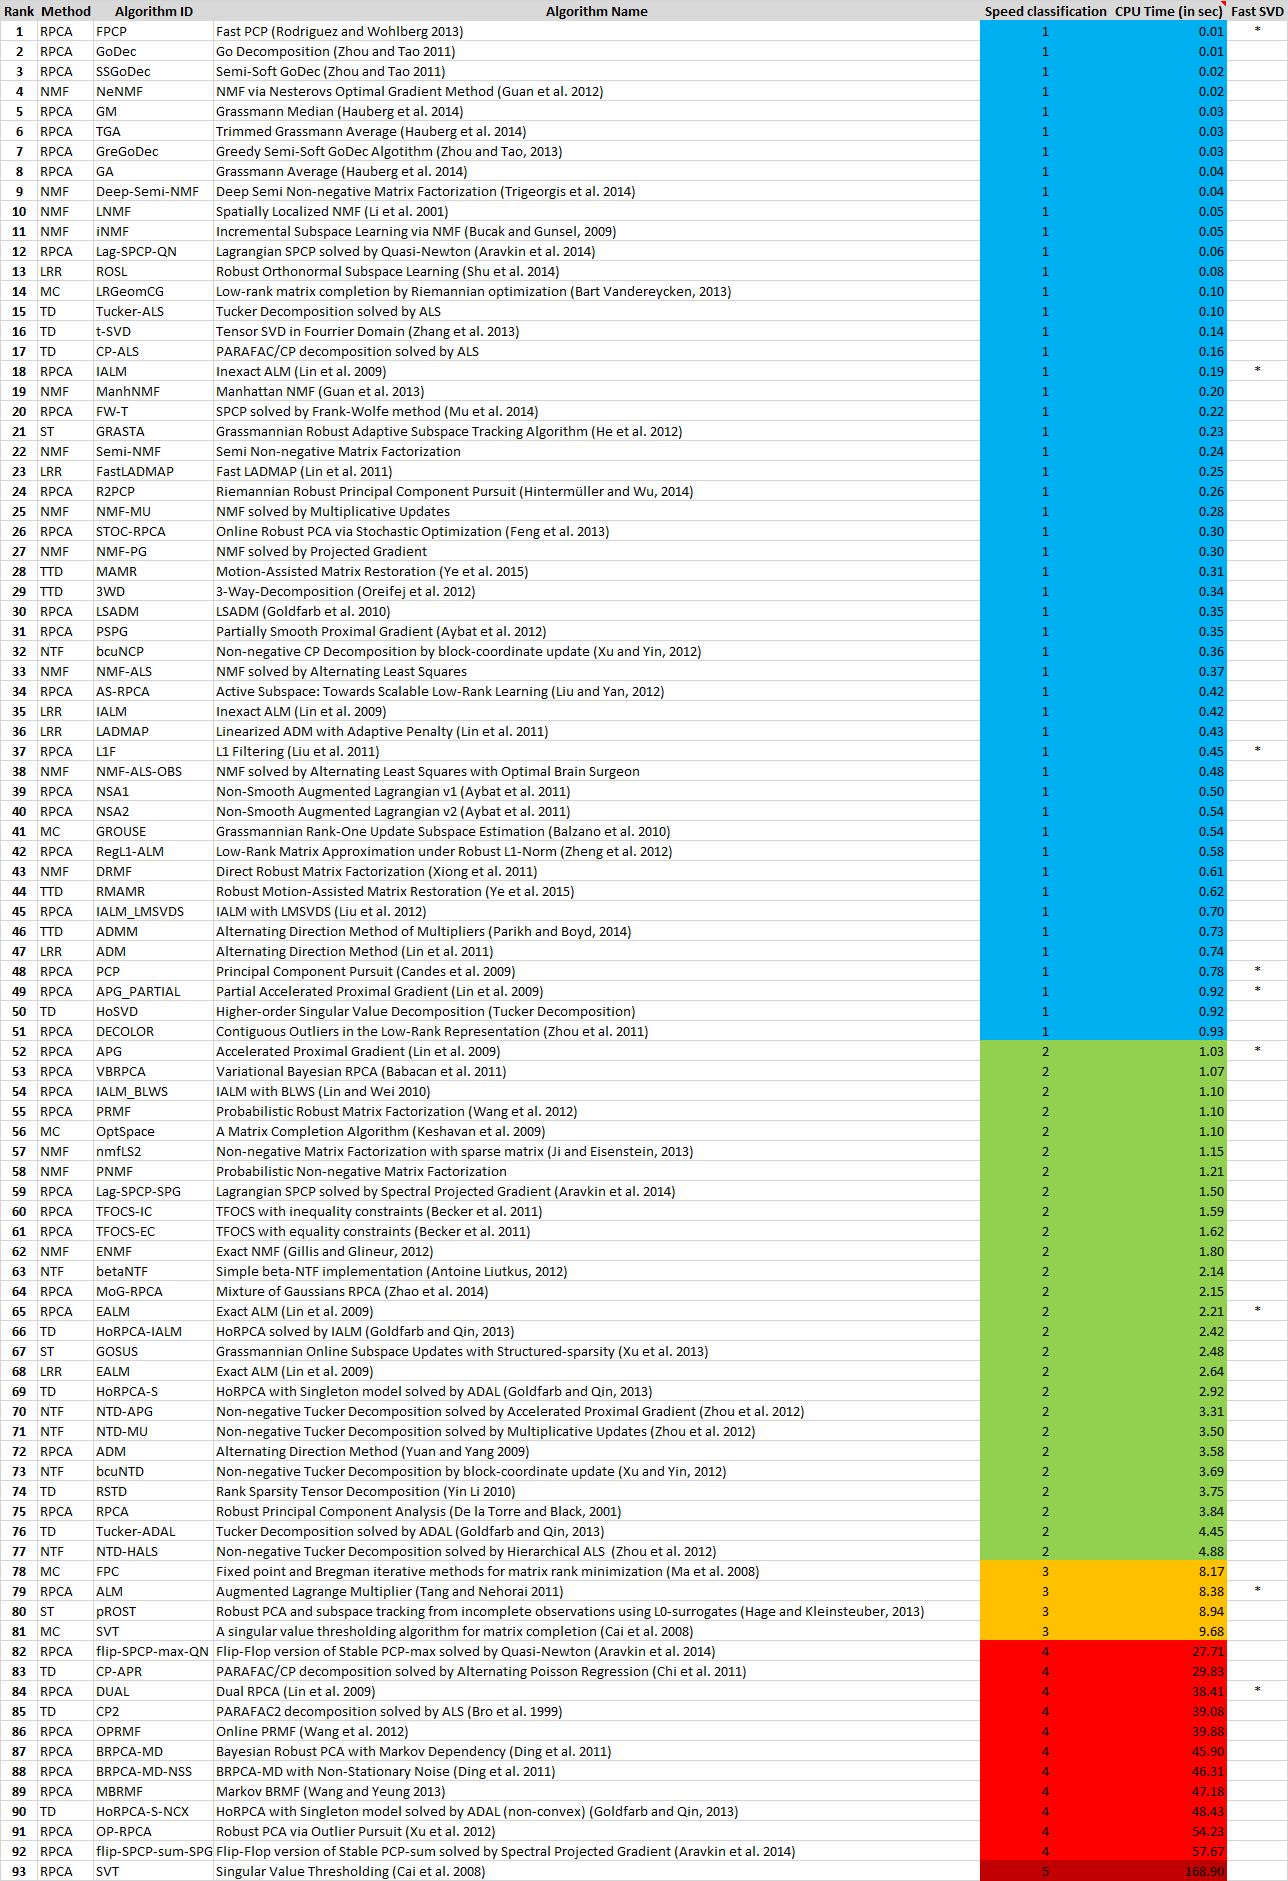 Rank Method Algorithm ID Algorithm Name Speed classification CPU Time (in sec) Fast SVD
1 RPCA FPCP Fast PCP (Rodriguez and Wohlberg 2013) 1 0.01 *
2 RPCA GoDec Go Decomposition (Zhou and Tao 2011) 1 0.01
3 RPCA SSGoDec Semi-Soft GoDec (Zhou and Tao 2011) 1 0.02
4 NMF NeNMF NMF via Nesterovs Optimal Gradient Method (Guan et al. 2012) 1 0.02
5 RPCA GM Grassmann Median (Hauberg et al. 2014) 1 0.03
6 RPCA TGA Trimmed Grassmann Average (Hauberg et al. 2014) 1 0.03
7 RPCA GreGoDec Greedy Semi-Soft GoDec Algotithm (Zhou and Tao, 2013) 1 0.03
8 RPCA GA Grassmann Average (Hauberg et al. 2014) 1 0.04
9 NMF Deep-Semi-NMF Deep Semi Non-negative Matrix Factorization (Trigeorgis et al. 2014) 1 0.04
10 NMF LNMF Spatially Localized NMF (Li et al. 2001) 1 0.05
11 NMF iNMF Incremental Subspace Learning via NMF (Bucak and Gunsel, 2009) 1 0.05
12 RPCA Lag-SPCP-QN Lagrangian SPCP solved by Quasi-Newton (Aravkin et al. 2014) 1 0.06
13 LRR ROSL Robust Orthonormal Subspace Learning (Shu et al. 2014) 1 0.08
14 MC LRGeomCG Low-rank matrix completion by Riemannian optimization (Bart Vandereycken, 2013) 1 0.10
15 TD Tucker-ALS Tucker Decomposition solved by ALS 1 0.10
16 TD t-SVD Tensor SVD in Fourrier Domain (Zhang et al. 2013) 1 0.14
17 TD CP-ALS PARAFAC/CP decomposition solved by ALS 1 0.16
18 RPCA IALM Inexact ALM (Lin et al. 2009) 1 0.19 *
19 NMF ManhNMF Manhattan NMF (Guan et al. 2013) 1 0.20
20 RPCA FW-T SPCP solved by Frank-Wolfe method (Mu et al. 2014) 1 0.22
21 ST GRASTA Grassmannian Robust Adaptive Subspace Tracking Algorithm (He et al. 2012) 1 0.23
22 NMF Semi-NMF Semi Non-negative Matrix Factorization 1 0.24
23 LRR FastLADMAP Fast LADMAP (Lin et al. 2011) 1 0.25
24 RPCA R2PCP Riemannian Robust Principal Component Pursuit (Hintermüller and Wu, 2014) 1 0.26
25 NMF NMF-MU NMF solved by Multiplicative Updates 1 0.28
26 RPCA STOC-RPCA Online Robust PCA via Stochastic Optimization (Feng et al. 2013) 1 0.30
27 NMF NMF-PG NMF solved by Projected Gradient 1 0.30
28 TTD MAMR Motion-Assisted Matrix Restoration (Ye et al. 2015) 1 0.31
29 TTD 3WD 3-Way-Decomposition (Oreifej et al. 2012) 1 0.34
30 RPCA LSADM LSADM (Goldfarb et al. 2010) 1 0.35
31 RPCA PSPG Partially Smooth Proximal Gradient (Aybat et al. 2012) 1 0.35
32 NTF bcuNCP Non-negative CP Decomposition by block-coordinate update (Xu and Yin, 2012) 1 0.36
33 NMF NMF-ALS NMF solved by Alternating Least Squares 1 0.37
34 RPCA AS-RPCA Active Subspace: Towards Scalable Low-Rank Learning (Liu and Yan, 2012) 1 0.42
35 LRR IALM Inexact ALM (Lin et al. 2009) 1 0.42
36 LRR LADMAP Linearized ADM with Adaptive Penalty (Lin et al. 2011) 1 0.43
37 RPCA L1F L1 Filtering (Liu et al. 2011) 1 0.45 *
38 NMF NMF-ALS-OBS NMF solved by Alternating Least Squares with Optimal Brain Surgeon 1 0.48
39 RPCA NSA1 Non-Smooth Augmented Lagrangian v1 (Aybat et al. 2011) 1 0.50
40 RPCA NSA2 Non-Smooth Augmented Lagrangian v2 (Aybat et al. 2011) 1 0.54
41 MC GROUSE Grassmannian Rank-One Update Subspace Estimation (Balzano et al. 2010) 1 0.54
42 RPCA RegL1-ALM Low-Rank Matrix Approximation under Robust L1-Norm (Zheng et al. 2012) 1 0.58
43 NMF DRMF Direct Robust Matrix Factorization (Xiong et al. 2011) 1 0.61
44 TTD RMAMR Robust Motion-Assisted Matrix Restoration (Ye et al. 2015) 1 0.62
45 RPCA IALM_LMSVDS IALM with LMSVDS (Liu et al. 2012) 1 0.70
46 TTD ADMM Alternating Direction Method of Multipliers (Parikh and Boyd, 2014) 1 0.73
47 LRR ADM Alternating Direction Method (Lin et al. 2011) 1 0.74
48 RPCA PCP Principal Component Pursuit (Candes et al. 2009) 1 0.78 *
49 RPCA APG_PARTIAL Partial Accelerated Proximal Gradient (Lin et al. 2009) 1 0.92 *
50 TD HoSVD Higher-order Singular Value Decomposition (Tucker Decomposition) 1 0.92
51 RPCA DECOLOR Contiguous Outliers in the Low-Rank Representation (Zhou et al. 2011) 1 0.93
52 RPCA APG Accelerated Proximal Gradient (Lin et al. 2009) 2 1.03 *
53 RPCA VBRPCA Variational Bayesian RPCA (Babacan et al. 2011) 2 1.07
54 RPCA IALM_BLWS IALM with BLWS (Lin and Wei 2010) 2 1.10
55 RPCA PRMF Probabilistic Robust Matrix Factorization (Wang et al. 2012) 2 1.10
56 MC OptSpace A Matrix Completion Algorithm (Keshavan et al. 2009) 2 1.10
57 NMF nmfLS2 Non-negative Matrix Factorization with sparse matrix (Ji and Eisenstein, 2013) 2 1.15
58 NMF PNMF Probabilistic Non-negative Matrix Factorization 2 1.21
59 RPCA Lag-SPCP-SPG Lagrangian SPCP solved by Spectral Projected Gradient (Aravkin et al. 2014) 2 1.50
60 RPCA TFOCS-IC TFOCS with inequality constraints (Becker et al. 2011) 2 1.59
61 RPCA TFOCS-EC TFOCS with equality constraints (Becker et al. 2011) 2 1.62
62 NMF ENMF Exact NMF (Gillis and Glineur, 2012) 2 1.80
63 NTF betaNTF Simple beta-NTF implementation (Antoine Liutkus, 2012) 2 2.14
64 RPCA MoG-RPCA Mixture of Gaussians RPCA (Zhao et al. 2014) 2 2.15
65 RPCA EALM Exact ALM (Lin et al. 2009) 2 2.21 *
66 TD HoRPCA-IALM HoRPCA solved by IALM (Goldfarb and Qin, 2013) 2 2.42
67 ST GOSUS Grassmannian Online Subspace Updates with Structured-sparsity (Xu et al. 2013) 2 2.48
68 LRR EALM Exact ALM (Lin et al. 2009) 2 2.64
69 TD HoRPCA-S HoRPCA with Singleton model solved by ADAL (Goldfarb and Qin, 2013) 2 2.92
70 NTF NTD-APG Non-negative Tucker Decomposition solved by Accelerated Proximal Gradient (Zhou et al. 2012) 2 3.31
71 NTF NTD-MU Non-negative Tucker Decomposition solved by Multiplicative Updates (Zhou et al. 2012) 2 3.50
72 RPCA ADM Alternating Direction Method (Yuan and Yang 2009) 2 3.58
73 NTF bcuNTD Non-negative Tucker Decomposition by block-coordinate update (Xu and Yin, 2012) 2 3.69
74 TD RSTD Rank Sparsity Tensor Decomposition (Yin Li 2010) 2 3.75
75 RPCA RPCA Robust Principal Component Analysis (De la Torre and Black, 2001) 2 3.84
76 TD Tucker-ADAL Tucker Decomposition solved by ADAL (Goldfarb and Qin, 2013) 2 4.45
77 NTF NTD-HALS Non-negative Tucker Decomposition solved by Hierarchical ALS (Zhou et al. 2012) 2 4.88
78 MC FPC Fixed point and Bregman iterative methods for matrix rank minimization (Ma et al. 2008) 3 8.17
79 RPCA ALM Augmented Lagrange Multiplier (Tang and Nehorai 2011) 3 8.38 *
80 ST pROST Robust PCA and subspace tracking from incomplete observations using L0-surrogates (Hage and Kleinsteuber, 2013) 3 8.94
81 MC SVT A singular value thresholding algorithm for matrix completion (Cai et al. 2008) 3 9.68
82 RPCA flip-SPCP-max-QN Flip-Flop version of Stable PCP-max solved by Quasi-Newton (Aravkin et al. 2014) 4 27.71
83 TD CP-APR PARAFAC/CP decomposition solved by Alternating Poisson Regression (Chi et al. 2011) 4 29.83
84 RPCA DUAL Dual RPCA (Lin et al. 2009) 4 38.41 *
85 TD CP2 PARAFAC2 decomposition solved by ALS (Bro et al. 1999) 4 39.08
86 RPCA OPRMF Online PRMF (Wang et al. 2012) 4 39.88
87 RPCA BRPCA-MD Bayesian Robust PCA with Markov Dependency (Ding et al. 2011) 4 45.90
88 RPCA BRPCA-MD-NSS BRPCA-MD with Non-Stationary Noise (Ding et al. 2011) 4 46.31
89 RPCA MBRMF Markov BRMF (Wang and Yeung 2013) 4 47.18
90 TD HoRPCA-S-NCX HoRPCA with Singleton model solved by ADAL (non-convex) (Goldfarb and Qin, 2013) 4 48.43
91 RPCA OP-RPCA Robust PCA via Outlier Pursuit (Xu et al. 2012) 4 54.23
92 RPCA flip-SPCP-sum-SPG Flip-Flop version of Stable PCP-sum solved by Spectral Projected Gradient (Aravkin et al. 2014) 4 57.67
93 RPCA SVT Singular Value Thresholding (Cai et al. 2008) 5 168.90